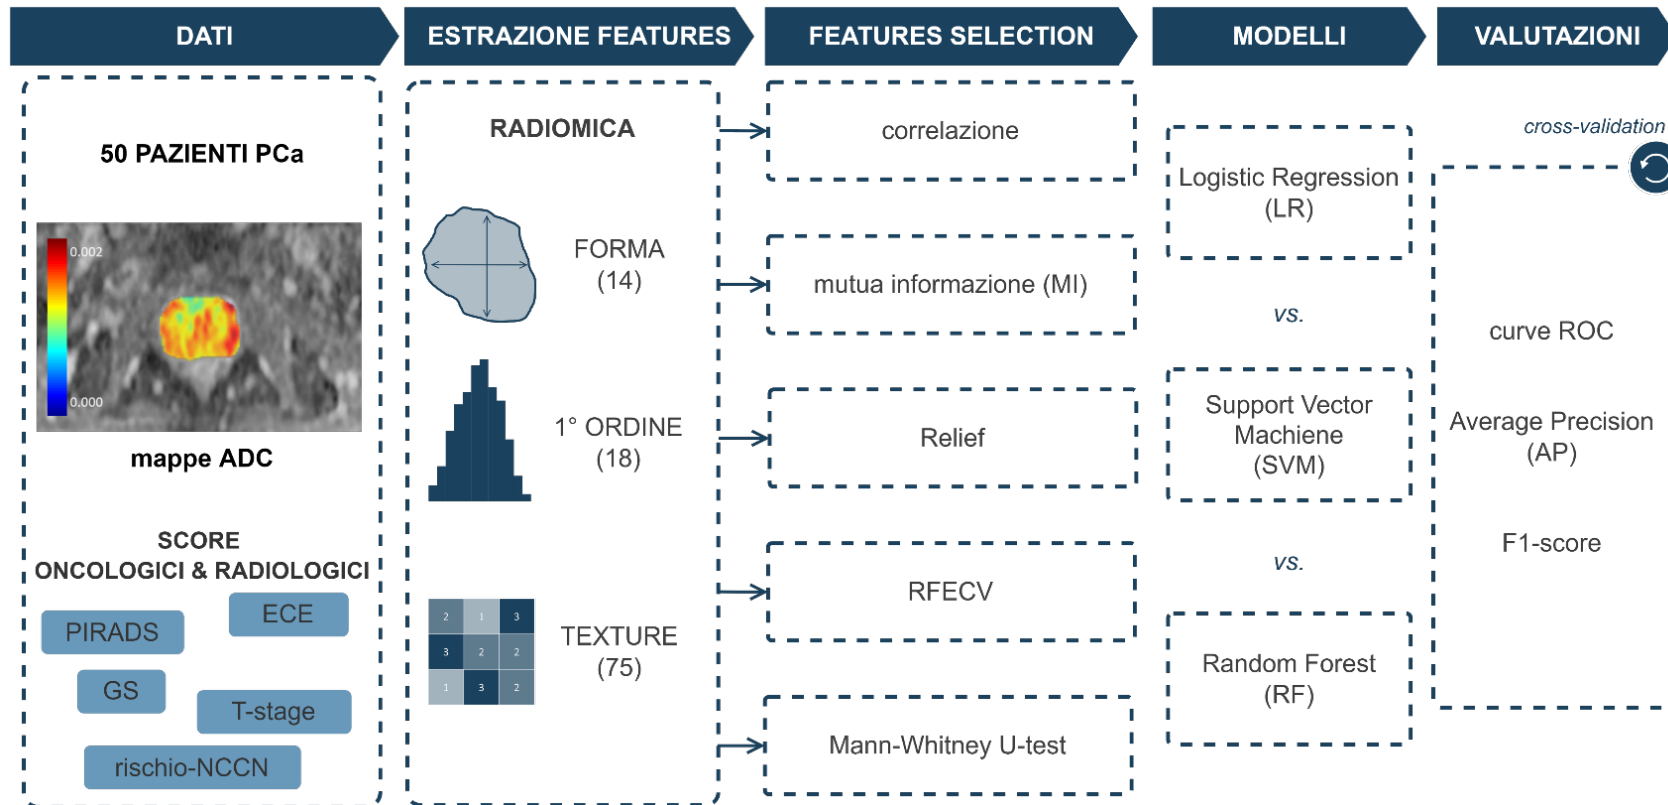 DATI
ESTRAZIONE FEATURES
FEATURES SELECTION
MODELLI
VALUTAZIONI
50 PAZIENTI PCa
0.002
0.000
mappe ADC
SCORE
ONCOLOGICI & RADIOLOGICI
PIRADS
ECE
GS
T-stage
rischio-NCCN
RADIOMICA
FORMA
(14)
1° ORDINE
(18)
2 1 3
3 2 2
1 3 2
TEXTURE
(75)
correlazione
mutua informazione (MI)
Relief
RFECV
Mann-Whitney U-test
Logistic Regression
(LR)
vs.
Support Vector
Machiene
(SVM)
vs.
Random Forest
(RF)
cross-validation
curve ROC
Average Precision
(AP)
F1-score